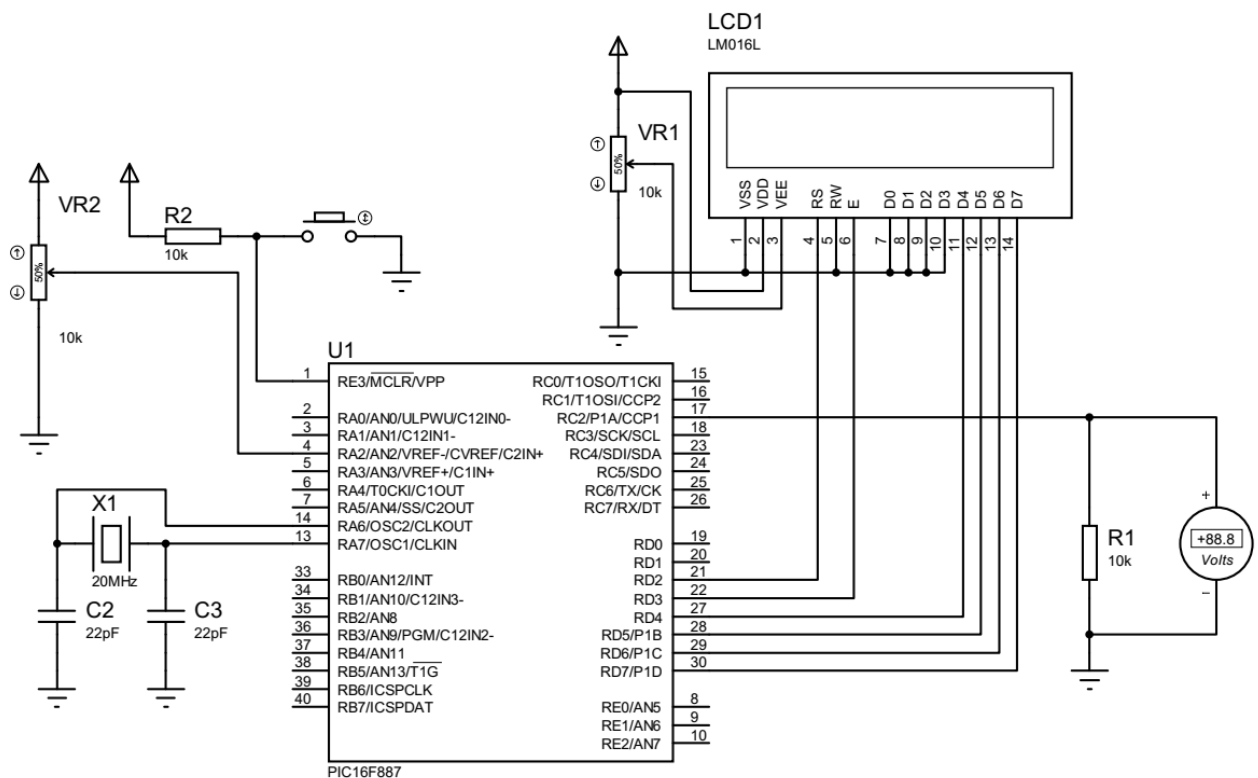 LCD1
LM016L
VR1
50%
10k
VSS
VDD
VEE
RS
RW
E
D0
D1
D2
D3
D4
D5
D6
D7
1
2
3
4
5
6
7
8
9
10
11
12
13
14
VR2
50%
10k
R2
10k
U1
1 RE3/MCLR/VPP
2 RA0/AN0/ULPWU/C12IN0-
3 RA1/AN1/C12IN1-
4 RA2/AN2/VREF-/CVREF/C2IN+
5 RA3/AN3/VREF+/C1IN+
6 RA4/T0CKI/C1OUT
7 RA5/AN4/SS/C2OUT
14 RA6/OSC2/CLKOUT
13 RA7/OSC1/CLKIN
33 RB0/AN12/INT
34 RB1/AN10/C12IN3-
35 RB2/AN8
36 RB3/AN9/PGM/C12IN2-
37 RB4/AN11
38 RB5/AN13/T1G
39 RB6/ICSPCLK
40 RB7/ICSPDAT
RC0/T1OSO/T1CKI 15
RC1/T1OSI/CCP2 16
RC2/P1A/CCP1 17
RC3/SCK/SCL 18
RC4/SDI/SDA 23
RC5/SDO 24
RC6/TX/CK 25
RC7/RX/DT 26
RD0 19
RD1 20
RD2 21
RD3 22
RD4 27
RD5/P1B 28
RD6/P1C 29
RD7/P1D 30
RE0/AN5 8
RE1/AN6 9
RE2/AN7 10
PIC16F887
X1
20MHz
C2
22pF
C3
22pF
R1
10k
+
+88.8
Volts
−